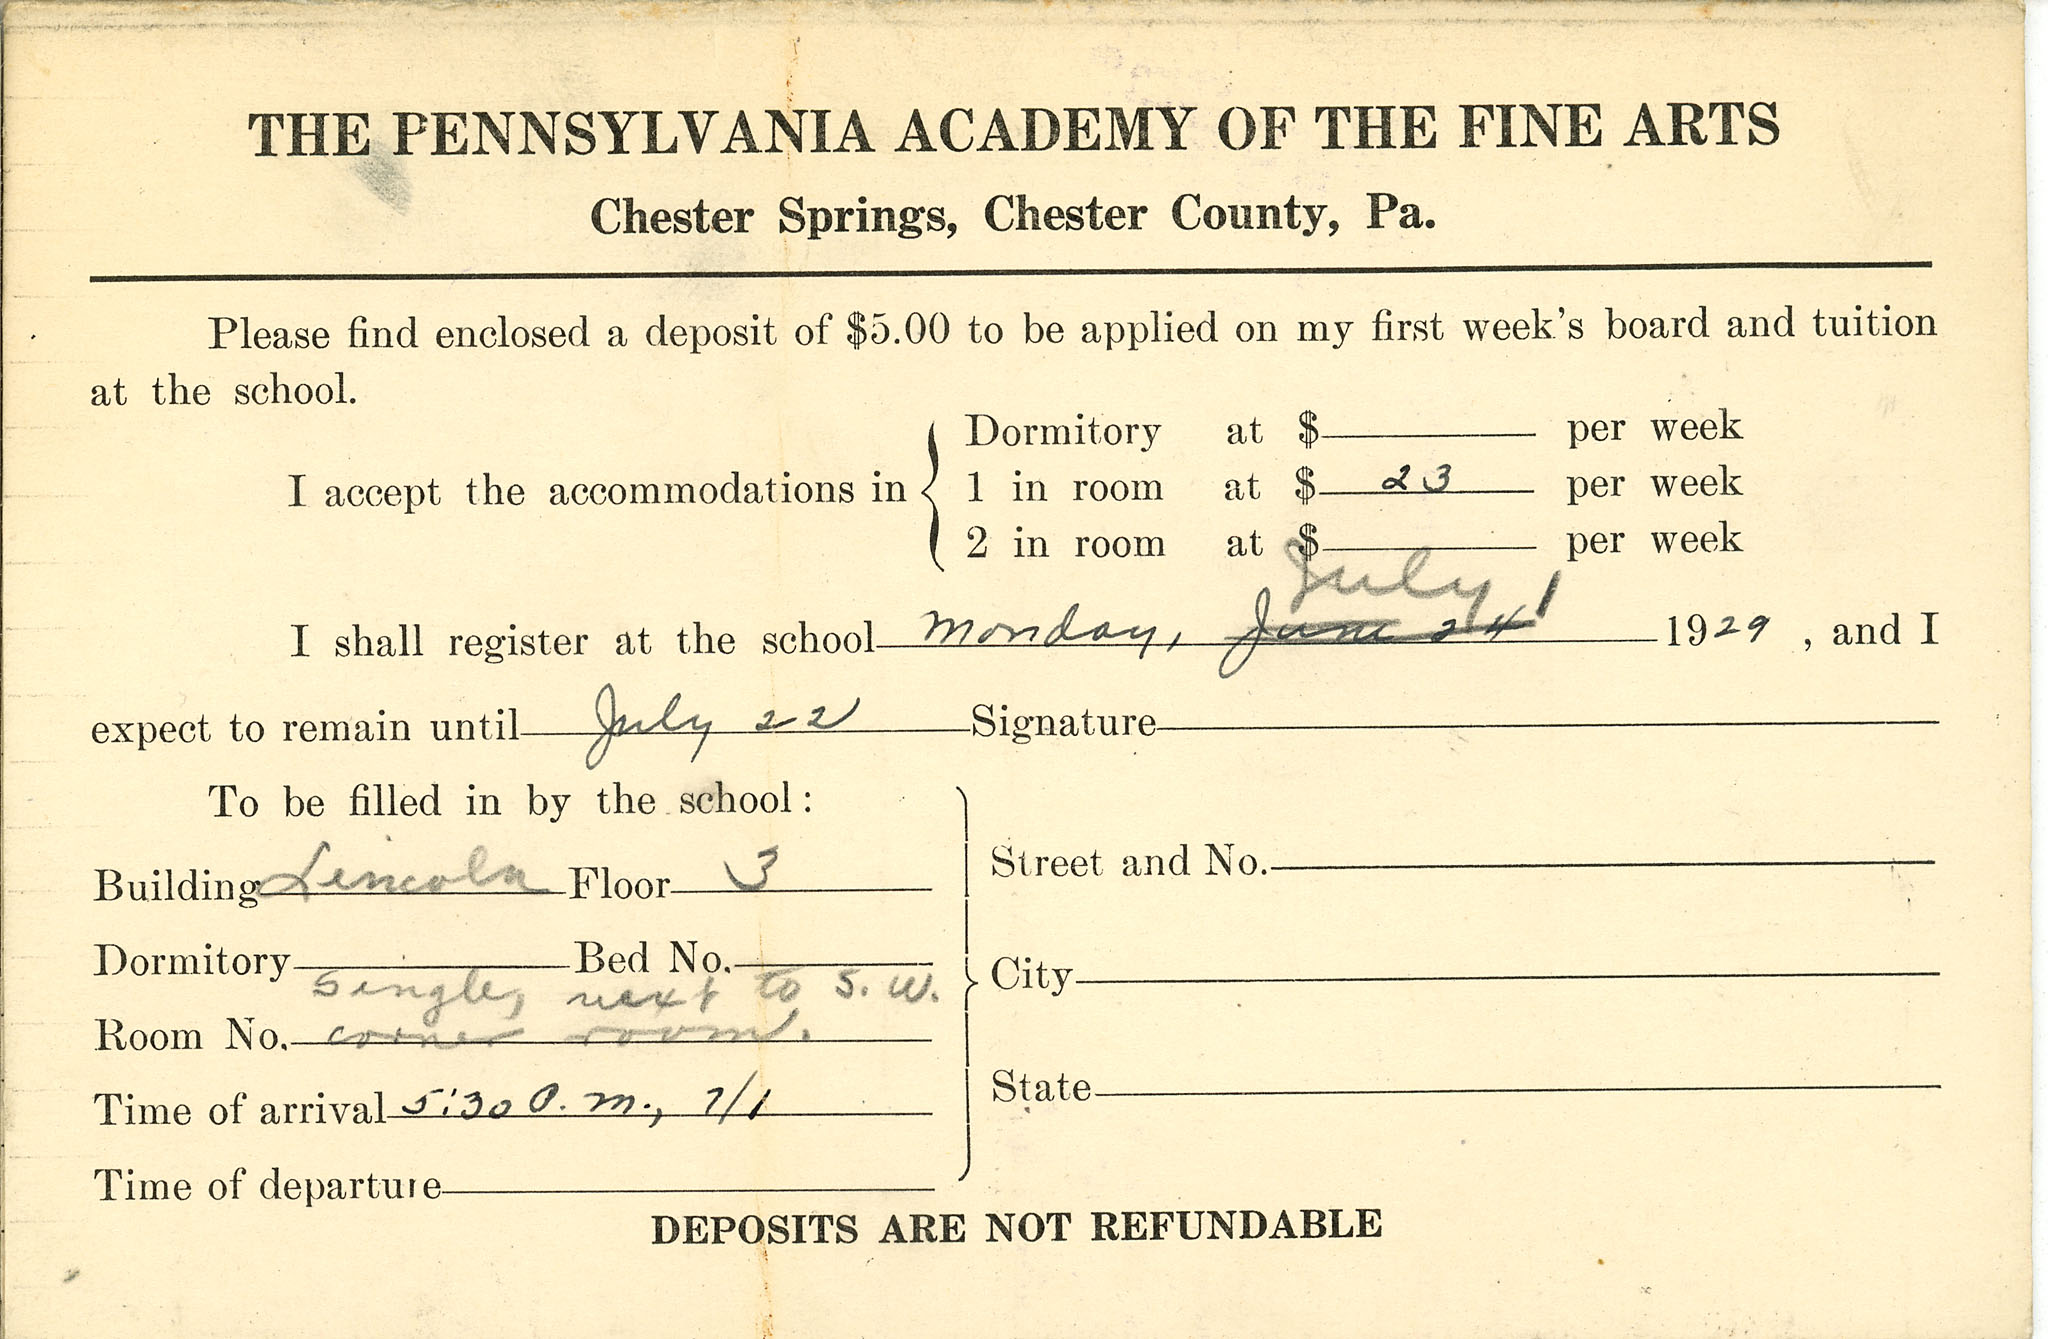 THE PENNSYLVANIA ACADEMY OF THE FINE ARTS
Chester Springs, Chester County, Pa.
Please find enclosed a deposit of $5.00 to be applied on my first week's board and tuition
at the school.
Dormitory at $ per week
I accept the accommodations in 1 in room at $ 23 per week
2 in room at $ per week
July 1
I shall register at the school Monday, June 24 1929, and I
expect to remain until July 22 Signature
To be filled in by the school:
Building Lincoln Floor 3
Street and No.
Dormitory Bed No.
Single, next to S. W.
City
Room No. corner room.
State
Time of arrival 5:30 P. M., 7/1
Time of departure
DEPOSITS ARE NOT REFUNDABLE